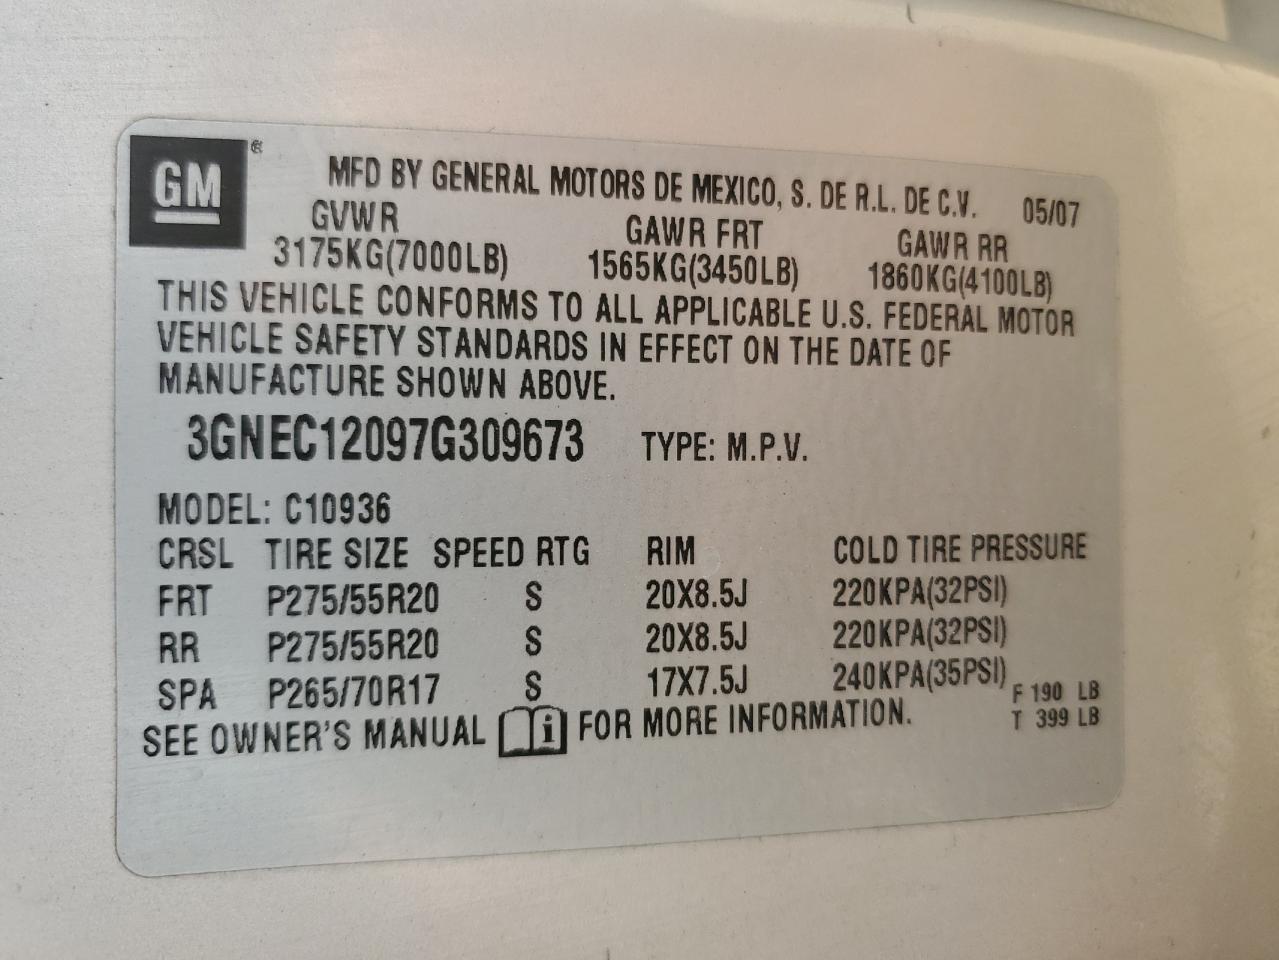 GM ®
MFD BY GENERAL MOTORS DE MEXICO, S. DE R.L. DE C.V. 05/07
GVWR GAWR FRT GAWR RR
3175KG(7000LB) 1565KG(3450LB) 1860KG(4100LB)
THIS VEHICLE CONFORMS TO ALL APPLICABLE U.S. FEDERAL MOTOR
VEHICLE SAFETY STANDARDS IN EFFECT ON THE DATE OF
MANUFACTURE SHOWN ABOVE.
3GNEC12097G309673 TYPE: M.P.V.
MODEL: C10936
CRSL TIRE SIZE SPEED RTG RIM COLD TIRE PRESSURE
FRT P275/55R20 S 20X8.5J 220KPA(32PSI)
RR P275/55R20 S 20X8.5J 220KPA(32PSI)
SPA P265/70R17 S 17X7.5J 240KPA(35PSI) F 190 LB
SEE OWNER'S MANUAL i FOR MORE INFORMATION. T 399 LB